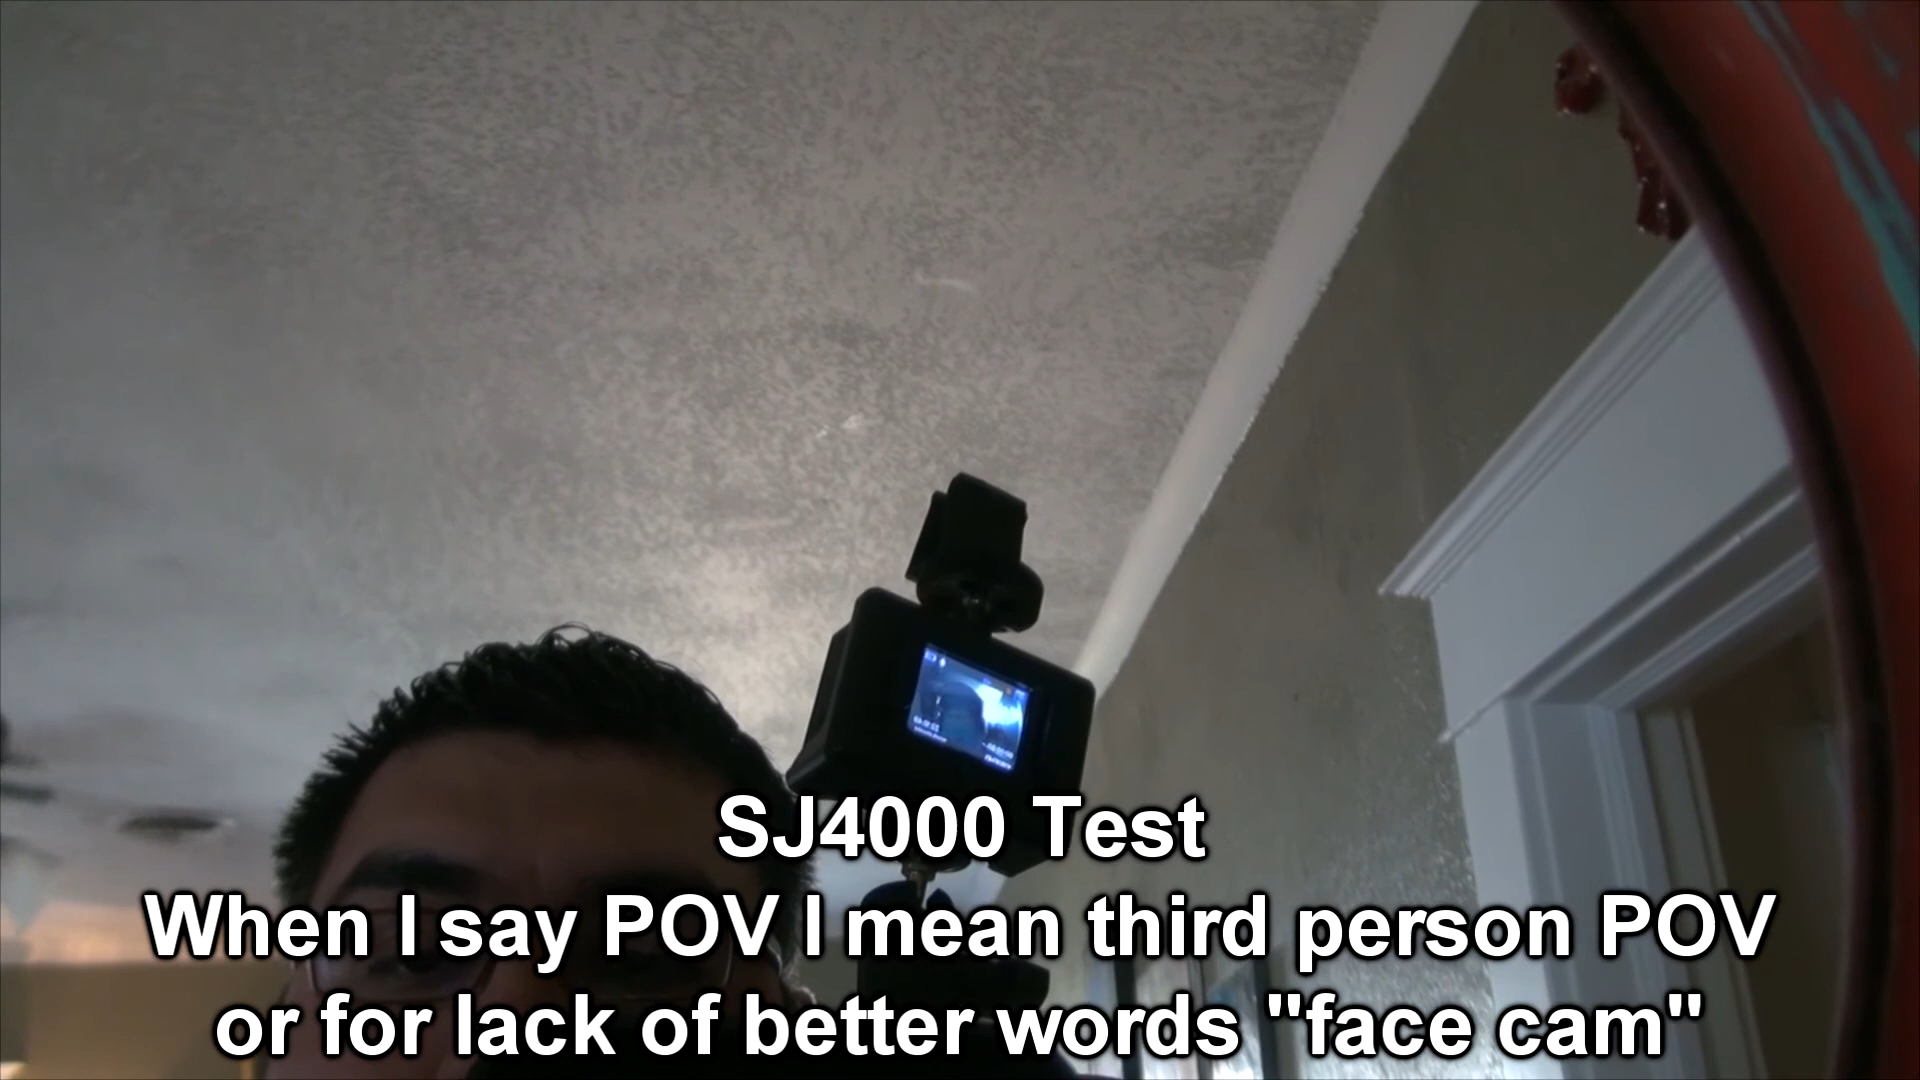 SJ4000 Test
When I say POV I mean third person POV
or for lack of better words "face cam"